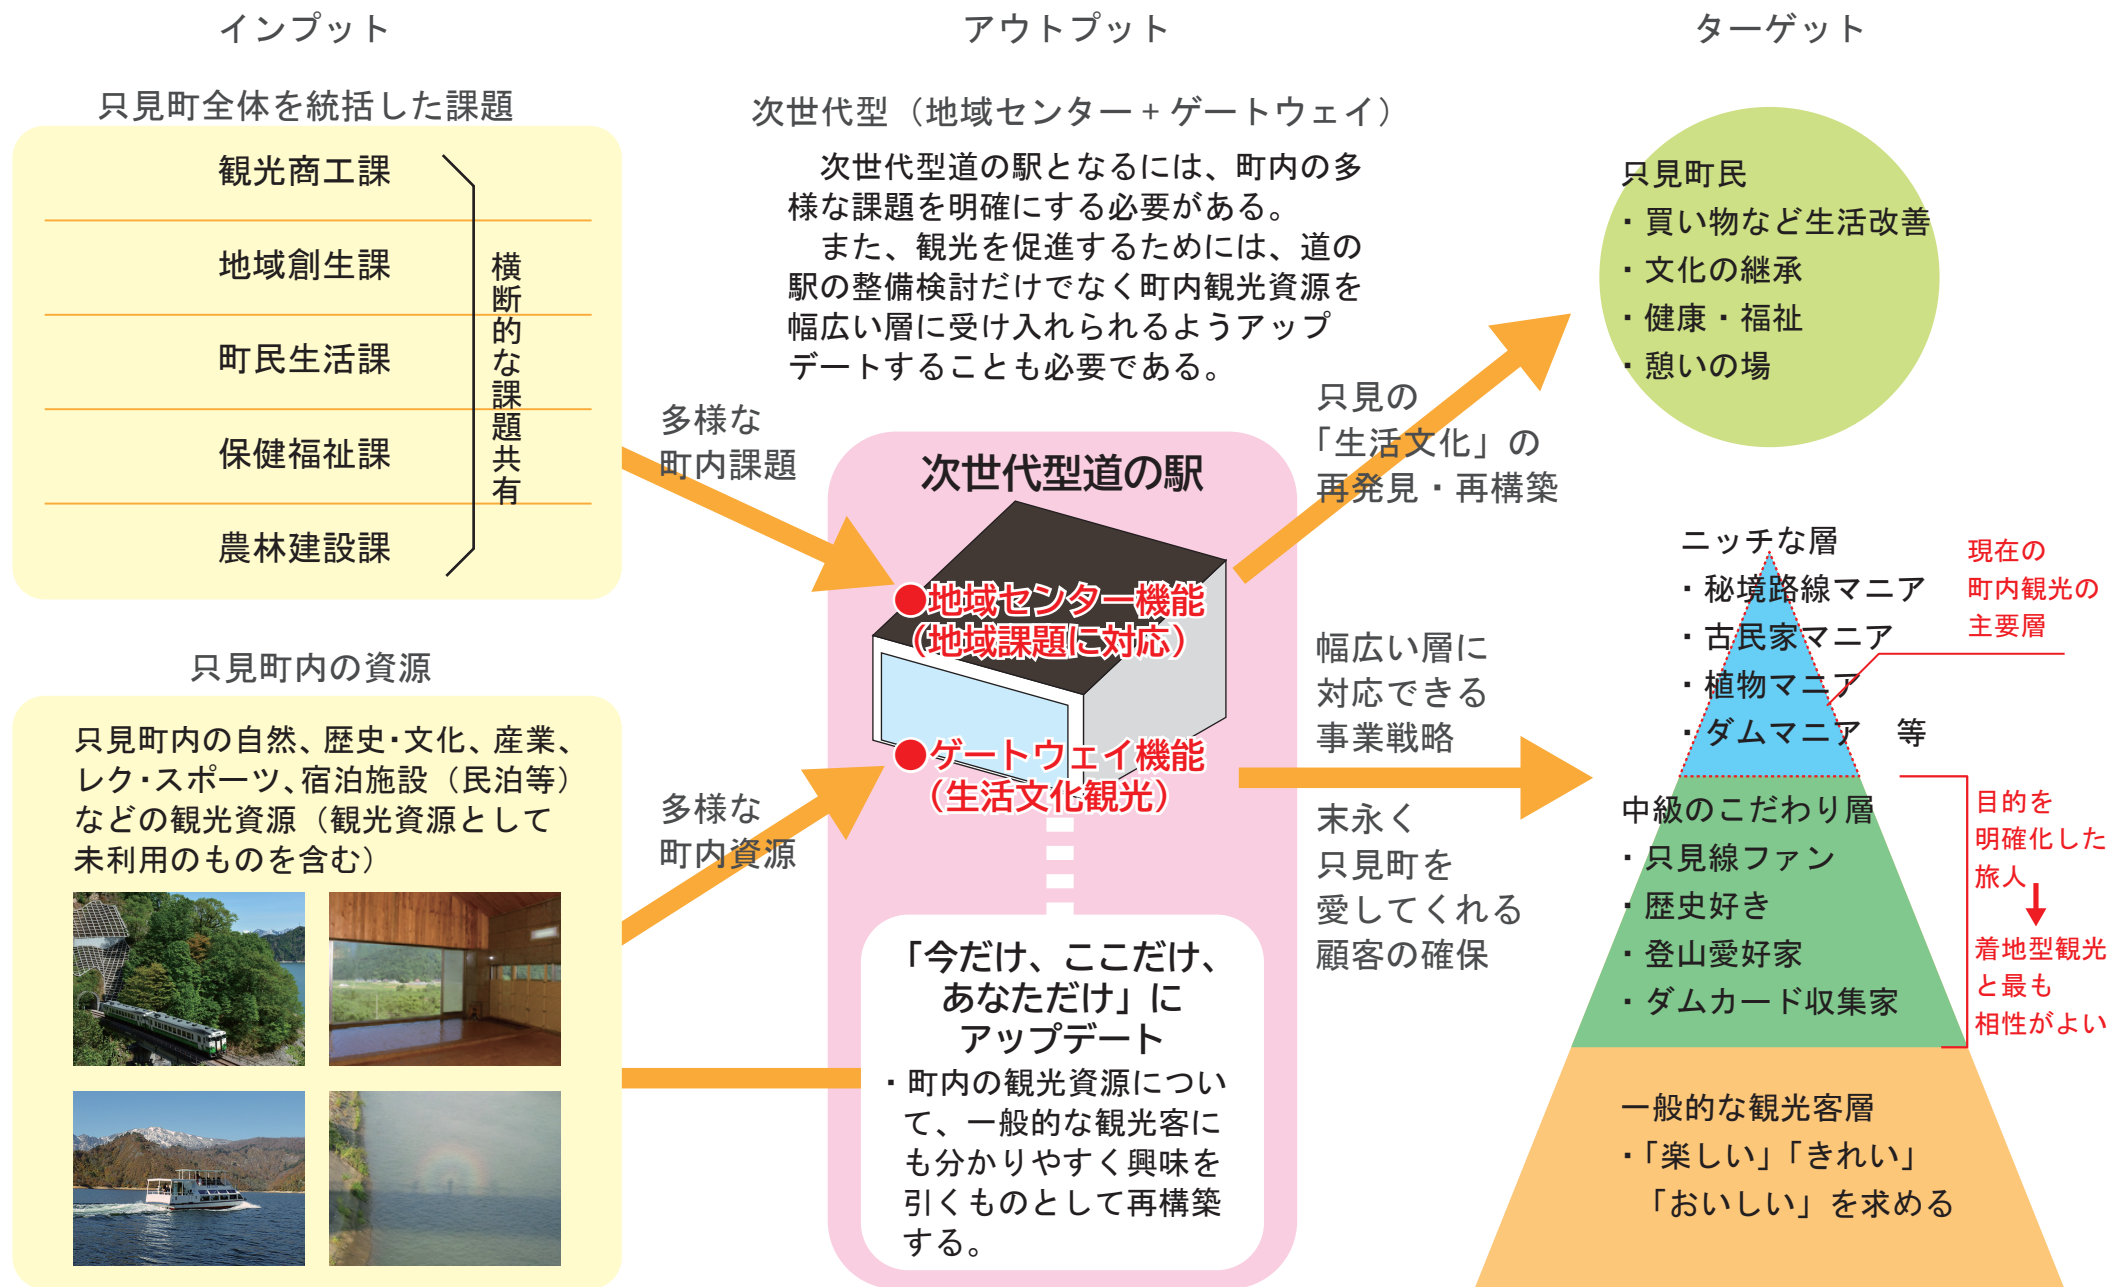 インプット
只見町全体を統括した課題
観光商工課
地域創生課
町民生活課
保健福祉課
農林建設課
横断的な課題共有
只見町内の資源
只見町内の自然、歴史・文化、産業、
レク・スポーツ、宿泊施設（民泊等）
などの観光資源（観光資源として
未利用のものを含む）
多様な
町内課題
多様な
町内資源
アウトプット
次世代型（地域センター＋ゲートウェイ）
次世代型道の駅となるには、町内の多
様な課題を明確にする必要がある。
また、観光を促進するためには、道の
駅の整備検討だけでなく町内観光資源を
幅広い層に受け入れられるようアップ
デートすることも必要である。
次世代型道の駅
●地域センター機能
（地域課題に対応）
●ゲートウェイ機能
（生活文化観光）
「今だけ、ここだけ、
あなただけ」に
アップデート
・町内の観光資源につい
て、一般的な観光客に
も分かりやすく興味を
引くものとして再構築
する。
只見の
「生活文化」の
再発見・再構築
幅広い層に
対応できる
事業戦略
末永く
只見町を
愛してくれる
顧客の確保
ターゲット
只見町民
・買い物など生活改善
・文化の継承
・健康・福祉
・憩いの場
ニッチな層
・秘境路線マニア
・古民家マニア
・植物マニア
・ダムマニア　等
現在の
町内観光の
主要層
中級のこだわり層
・只見線ファン
・歴史好き
・登山愛好家
・ダムカード収集家
目的を
明確化した
旅人
着地型観光
と最も
相性がよい
一般的な観光客層
・「楽しい」「きれい」
「おいしい」を求める